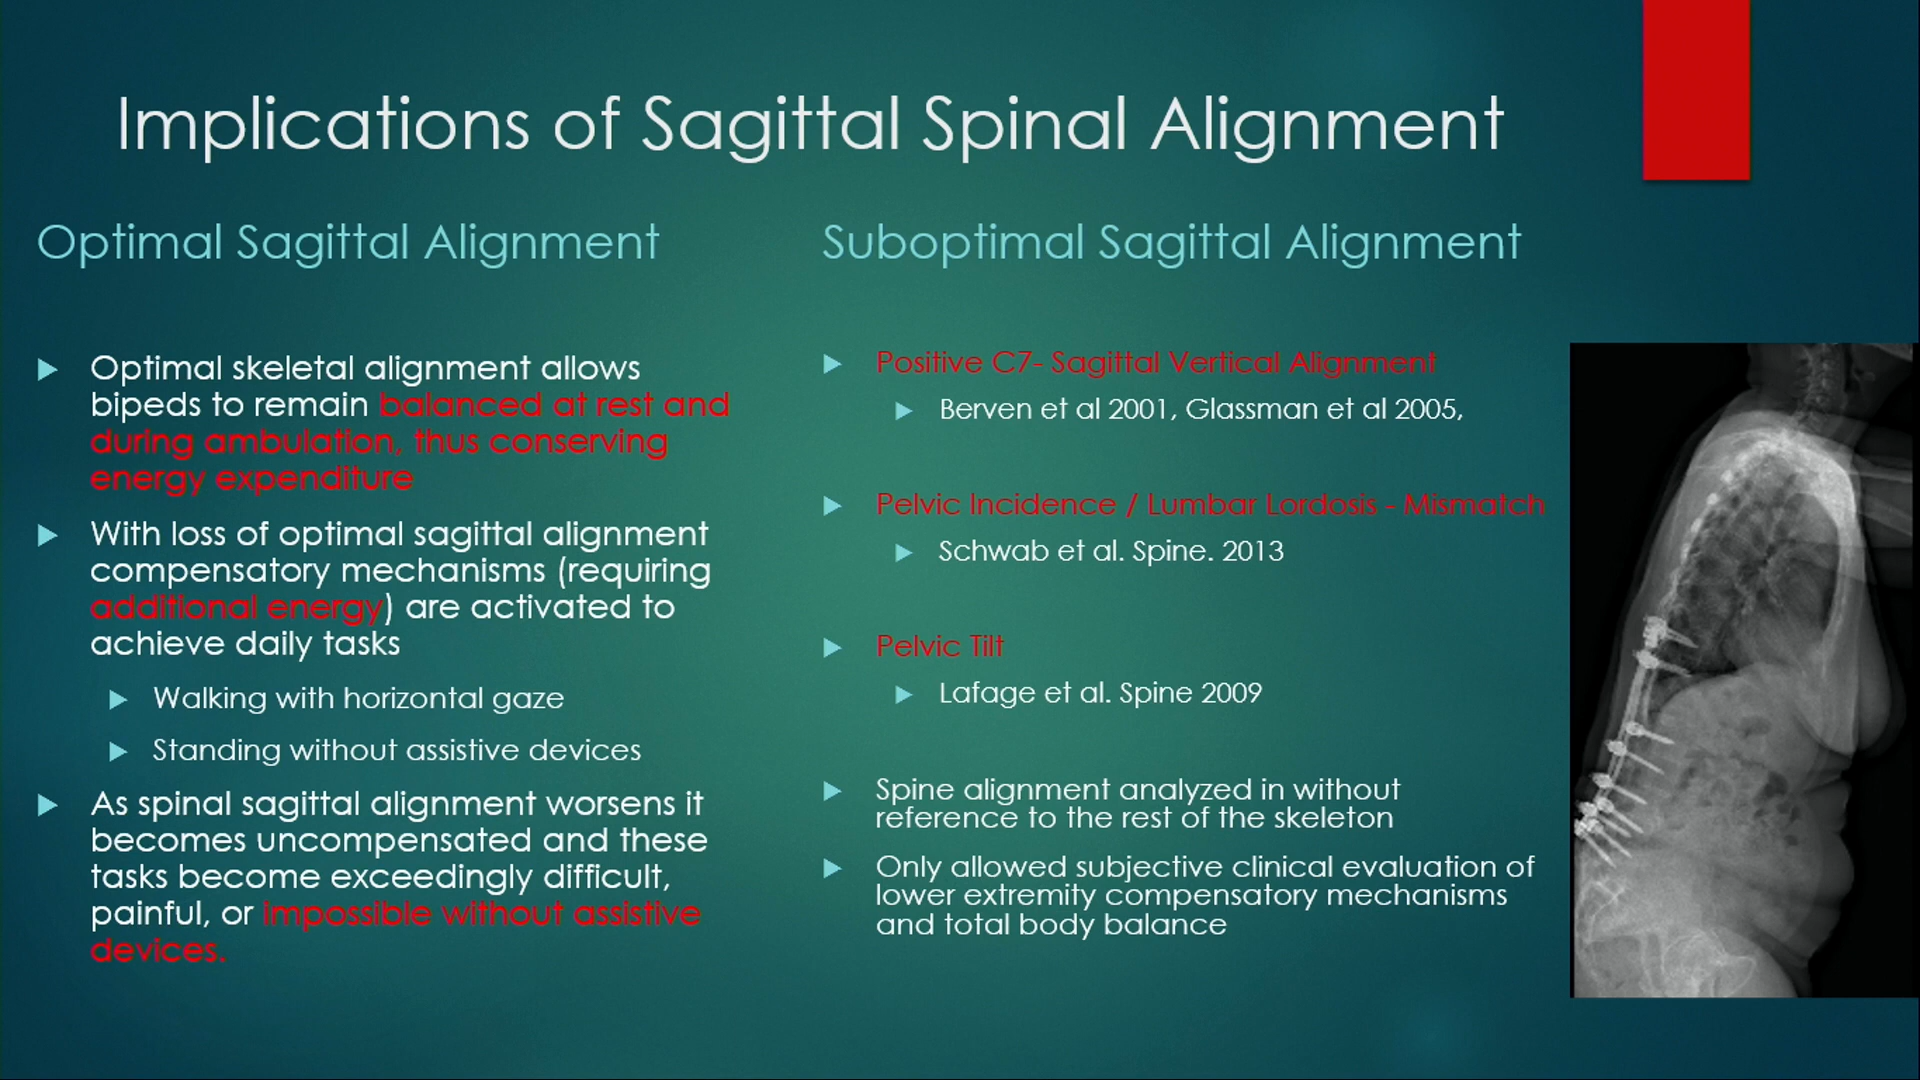 Implications of Sagittal Spinal Alignment
Optimal Sagittal Alignment
Optimal skeletal alignment allows
bipeds to remain balanced at rest and
during ambulation, thus conserving
energy expenditure
With loss of optimal sagittal alignment
compensatory mechanisms (requiring
additional energy) are activated to
achieve daily tasks
Walking with horizontal gaze
Standing without assistive devices
As spinal sagittal alignment worsens it
becomes uncompensated and these
tasks become exceedingly difficult,
painful, or impossible without assistive
devices.
Suboptimal Sagittal Alignment
Positive C7- Sagittal Vertical Alignment
Berven et al 2001, Glassman et al 2005,
Pelvic Incidence / Lumbar Lordosis - Mismatch
Schwab et al. Spine. 2013
Pelvic Tilt
Lafage et al. Spine 2009
Spine alignment analyzed in without
reference to the rest of the skeleton
Only allowed subjective clinical evaluation of
lower extremity compensatory mechanisms
and total body balance